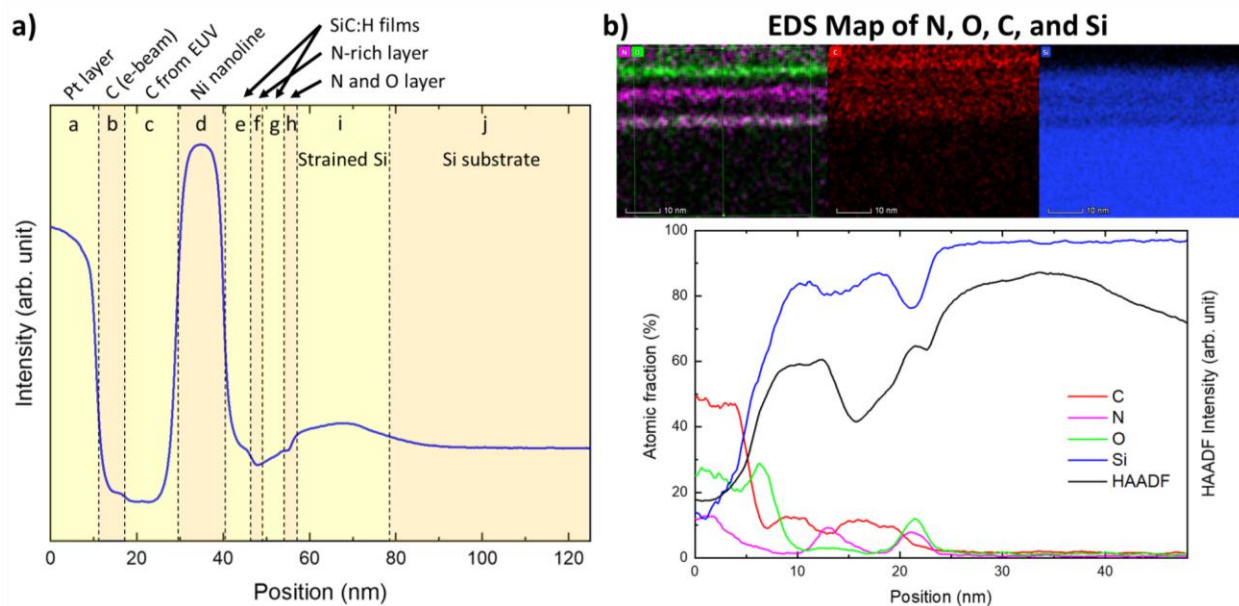 a)
Pt layer
C (e-beam)
C from EUV
Ni nanoline
SiC:H films
N-rich layer
N and O layer
a b c d e f g h i j
Strained Si
Si substrate
Intensity (arb. unit)
0 20 40 60 80 100 120
Position (nm)
b)
EDS Map of N, O, C, and Si
N O
C
Si
10 nm
10 nm
10 nm
100
80
60
40
20
0
Atomic fraction (%)
C
N
O
Si
HAADF
HAADF Intensity (arb. unit)
0 10 20 30 40
Position (nm)